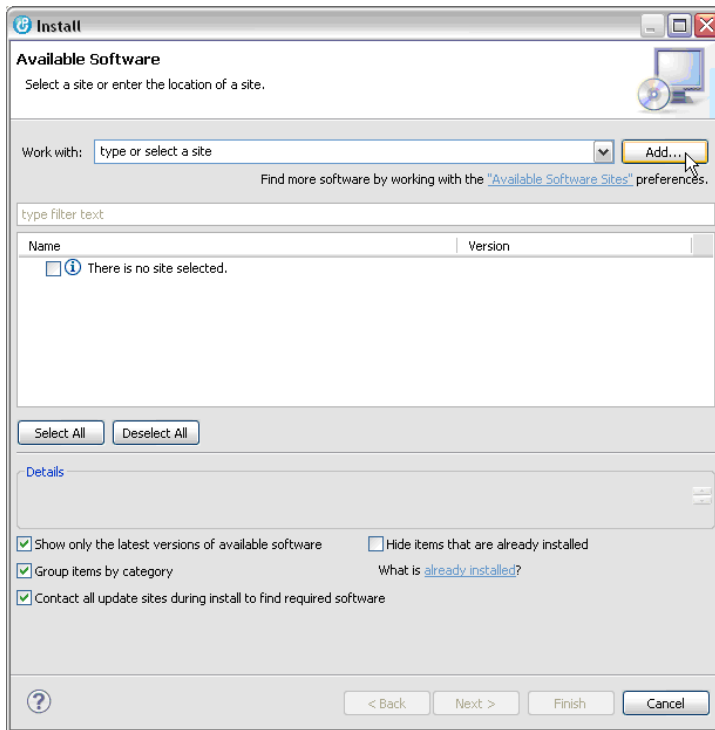 Install
Available Software
Select a site or enter the location of a site.
Work with: type or select a site Add...
Find more software by working with the "Available Software Sites" preferences.
type filter text
Name Version
There is no site selected.
Select All Deselect All
Details
Show only the latest versions of available software Hide items that are already installed
Group items by category What is already installed?
Contact all update sites during install to find required software
? < Back Next > Finish Cancel